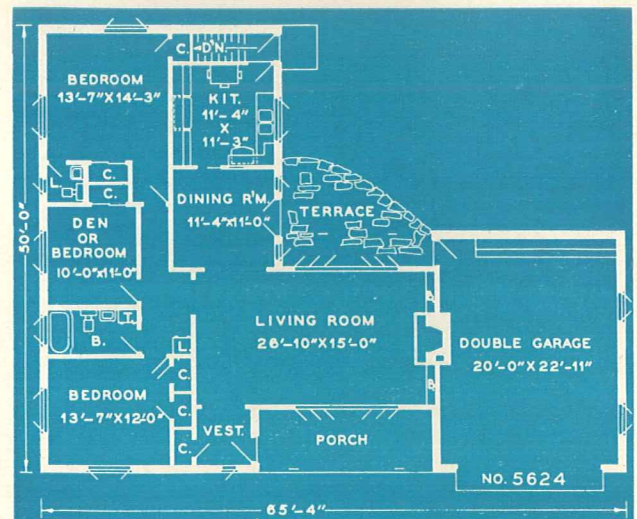 C.
D'N.
BEDROOM
13'-7"X14'-3"
KIT.
11'-4"
X
11'-3"
L.
C.
C.
DINING R'M.
11'-4"X11'-0"
TERRACE
50'-0"
DEN
OR
BEDROOM
10'-0"X11'-0"
T.
B.
LIVING ROOM
26'-10"X15'-0"
B
B
DOUBLE GARAGE
20'-0"X22'-11"
L.
C.
C.
C.
BEDROOM
13'-7"X12'-0"
VEST.
PORCH
NO. 5624
65'-4"